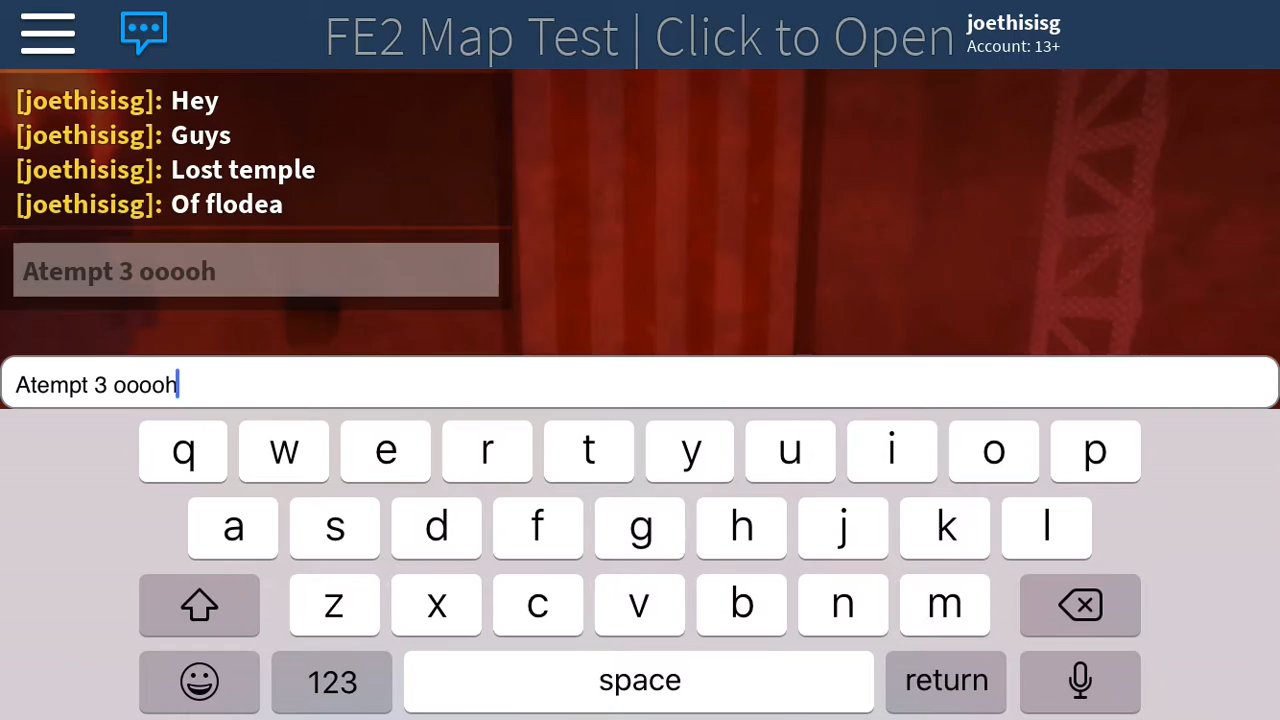 FE2 Map Test | Click to Open
joethisisg
Account: 13+
[joethisisg]: Hey
[joethisisg]: Guys
[joethisisg]: Lost temple
[joethisisg]: Of flodea
Atempt 3 ooooh
Atempt 3 ooooh
q w e r t y u i o p
a s d f g h j k l
z x c v b n m
123 space return